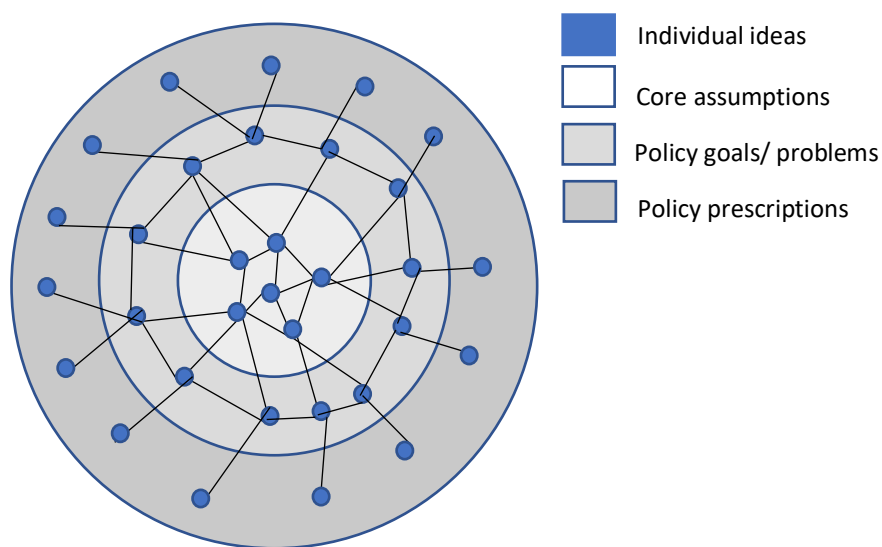 Individual ideas
Core assumptions
Policy goals/ problems
Policy prescriptions